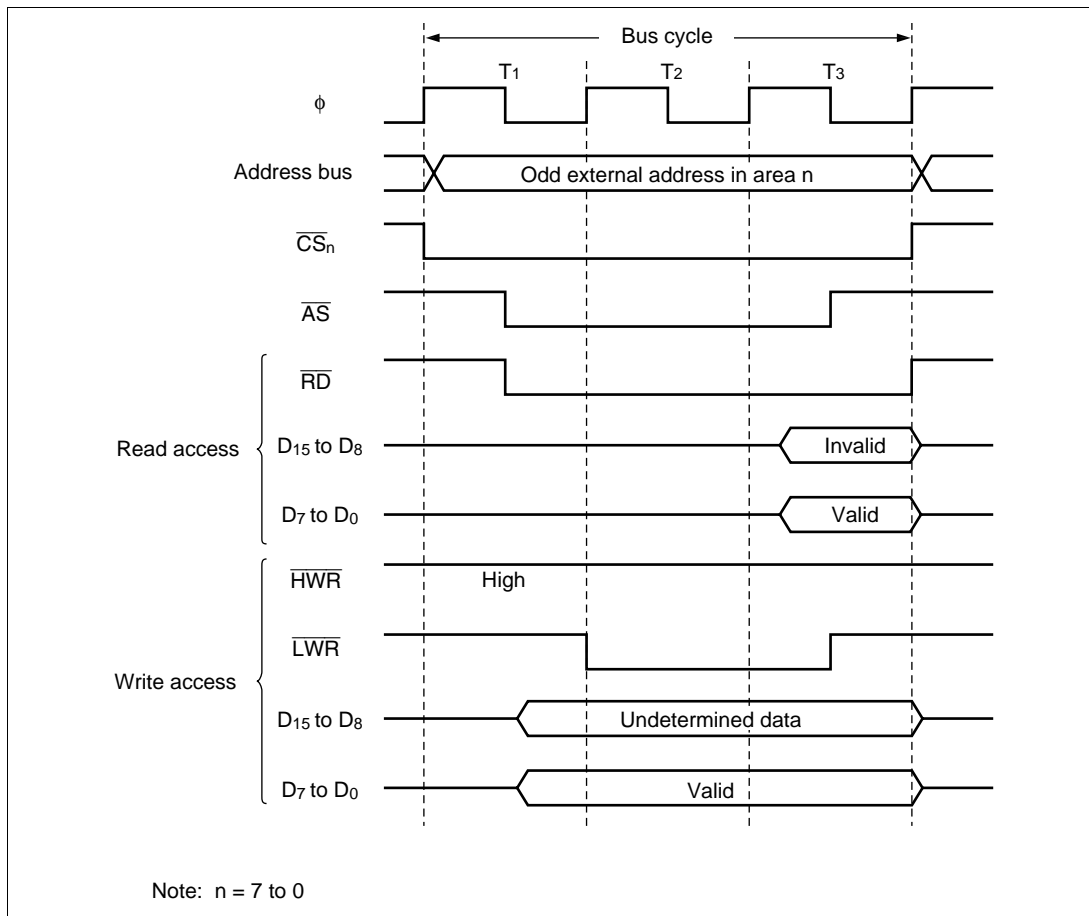 Bus cycle
T1 T2 T3
φ
Address bus Odd external address in area n
CSn
AS
RD
Read access D15 to D8 Invalid
D7 to D0 Valid
HWR High
LWR
Write access
D15 to D8 Undetermined data
D7 to D0 Valid
Note: n = 7 to 0